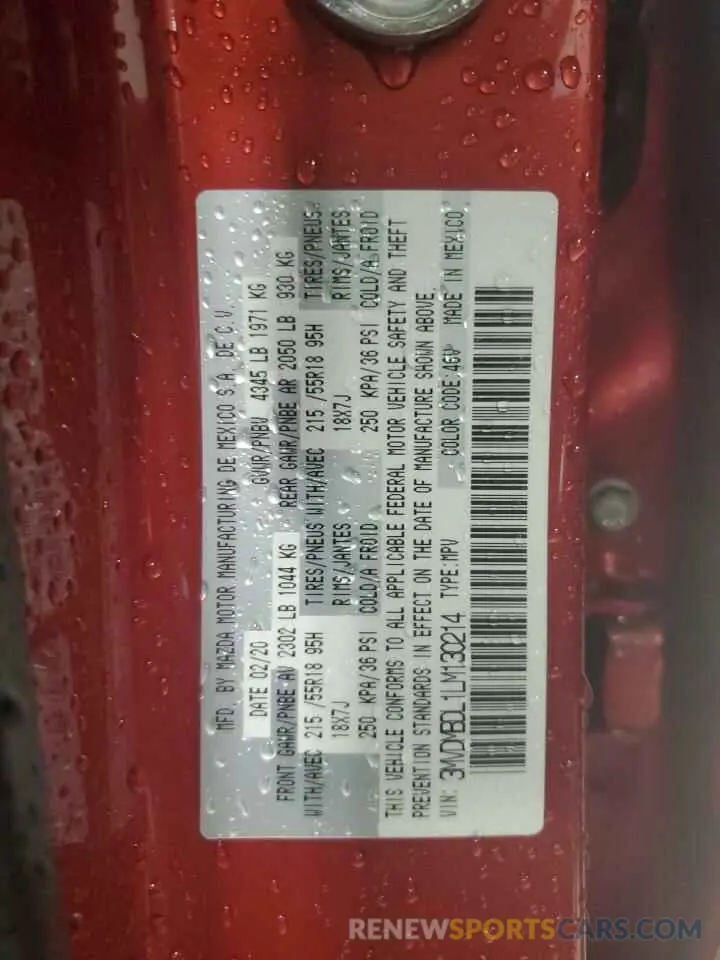 MFD. BY MAZDA MOTOR MANUFACTURING DE MEXICO S.A. DE C.V.
DATE 02/20 GVWR/PNBV 4345 LB 1971 KG
FRONT GAWR/PNBE AV 2302 LB 1044 KG REAR GAWR/PNBE AR 2050 LB 930 KG
WITH/AVEC 215 /55R18 95H TIRES/PNEUS WITH/AVEC 215 /55R18 95H TIRES/PNEUS
18X7J RIMS/JANTES 18X7J RIMS/JANTES
250 KPA/36 PSI COLD/A FROID 250 KPA/36 PSI COLD/A FROID
THIS VEHICLE CONFORMS TO ALL APPLICABLE FEDERAL MOTOR VEHICLE SAFETY AND THEFT
PREVENTION STANDARDS IN EFFECT ON THE DATE OF MANUFACTURE SHOWN ABOVE.
VIN: 3MVDMBDL1LM130214 TYPE:MPV COLOR CODE:46V MADE IN MEXICO
RENEWSPORTSCARS.COM